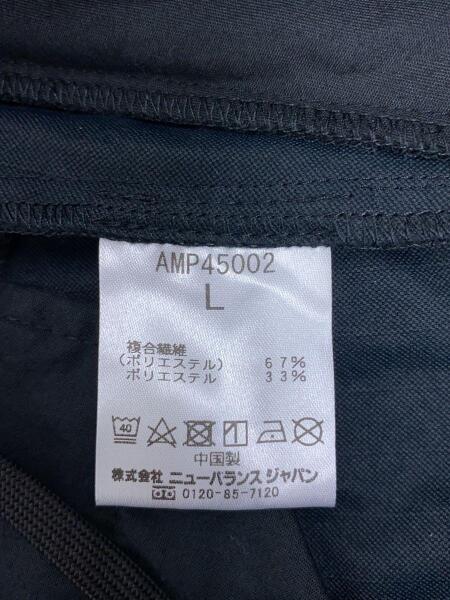 AMP45002
L
複合繊維
(ポリエステル) 67%
ポリエステル 33%
40
中国製
株式会社 ニューバランス ジャパン
0120-85-7120